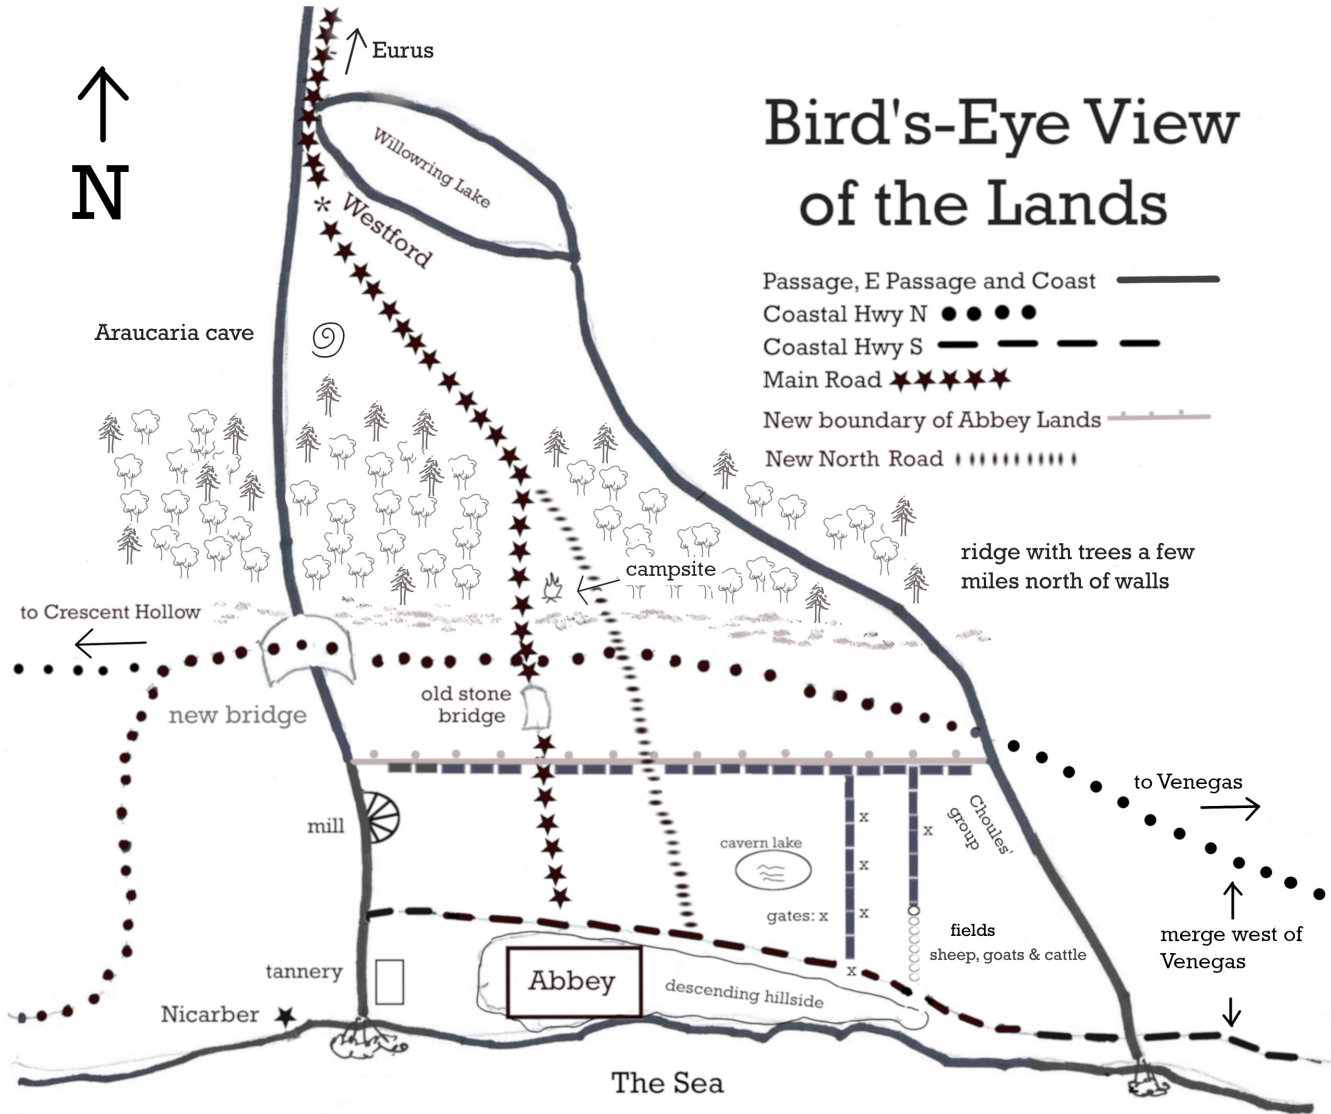 Eurus
N
Bird's-Eye View
of the Lands
Willowring Lake
* Westford
Passage, E Passage and Coast
Coastal Hwy N
Coastal Hwy S
Main Road
New boundary of Abbey Lands
New North Road
Araucaria cave
ridge with trees a few
miles north of walls
campsite
to Crescent Hollow
old stone
bridge
new bridge
to Venegas
Choules'
group
mill
cavern lake
x
x
x
gates: x
x
x
fields
sheep, goats & cattle
merge west of
Venegas
tannery
Abbey
descending hillside
Nicarber
The Sea